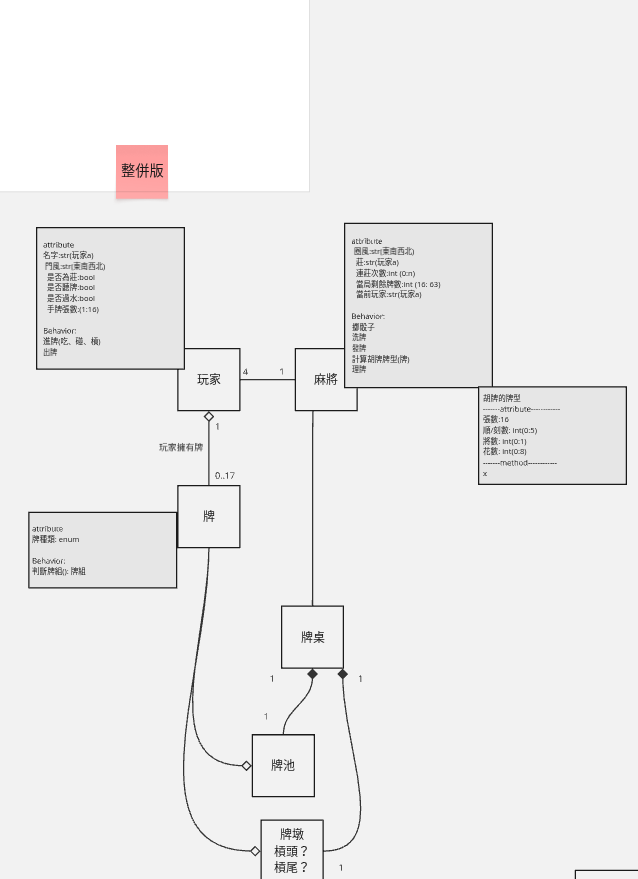 整併版
attribute
名字:str(玩家a)
門風:str(東南西北)
是否為莊:bool
是否聽牌:bool
是否過水:bool
手牌張數:(1:16)
Behavior:
進牌(吃、碰、槓)
出牌
attribute
圈風:str(東南西北)
莊:str(玩家a)
連莊次數:int (0:n)
當局剩餘牌數:int (16: 63)
當前玩家:str(玩家a)
Behavior:
擲骰子
洗牌
發牌
計算胡牌牌型(牌)
理牌
玩家
4
1
麻將
胡牌的牌型
-------attribute-----------
張數:16
順/刻數: int(0:5)
將數: int(0:1)
花數: int(0:8)
-------method-----------
x
1
玩家擁有牌
0..17
牌
attribute
牌種類: enum
Behavior:
判斷牌組(): 牌組
牌桌
1
1
1
牌池
牌墩
槓頭？
槓尾？
1